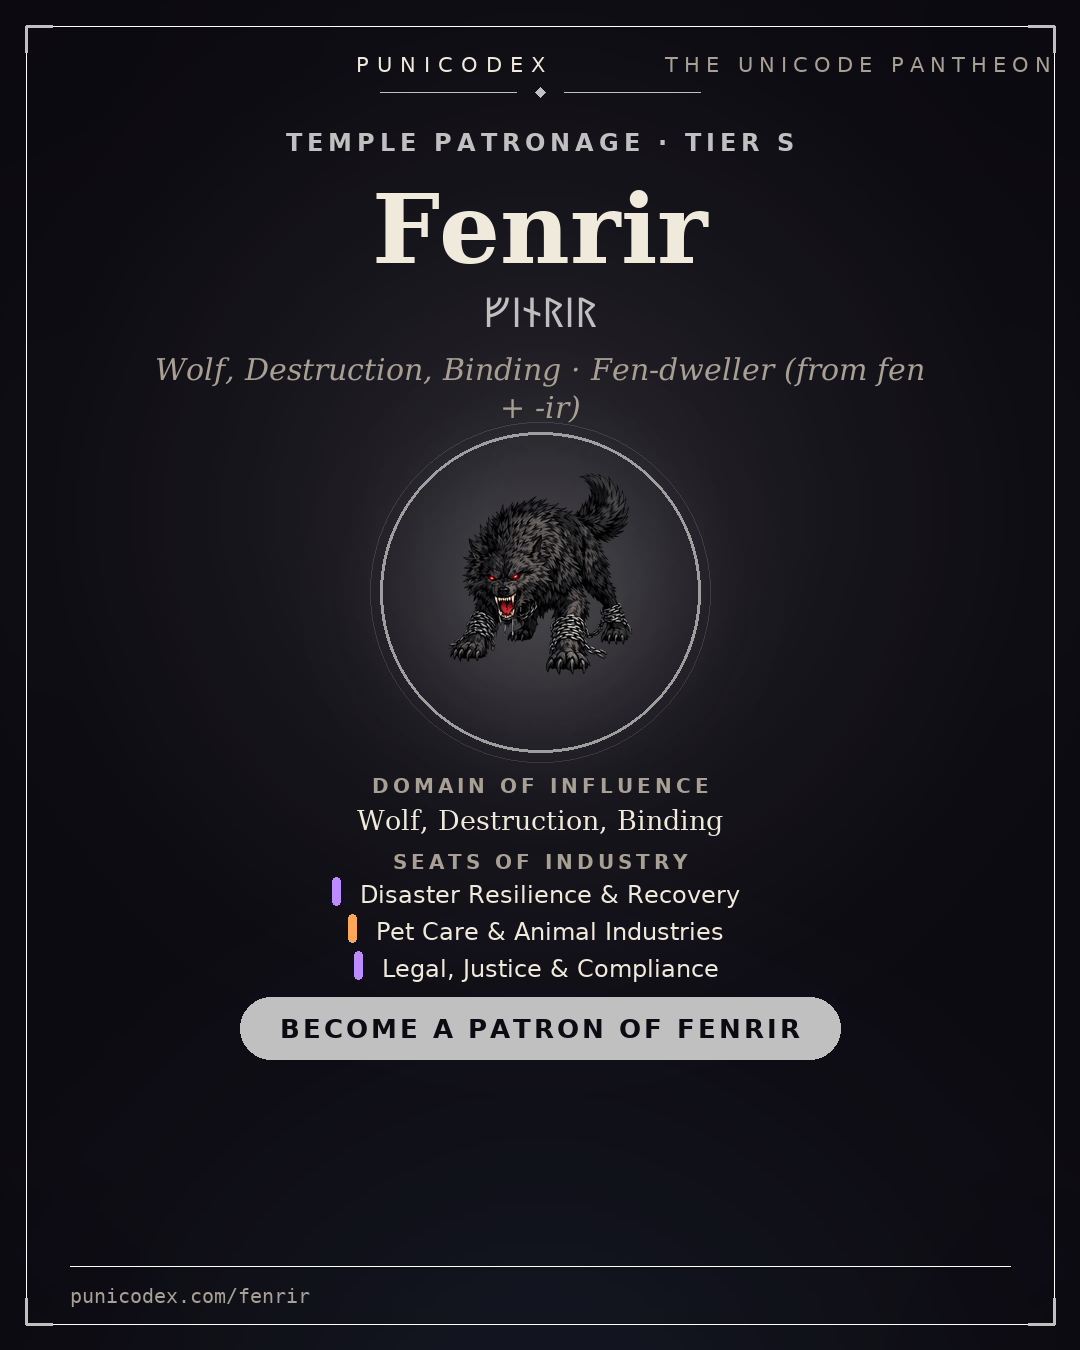 PUNICODEX THE UNICODE PANTHEON
TEMPLE PATRONAGE · TIER S
Fenrir
ᚠᛁᚾᚱᛁᚱ
Wolf, Destruction, Binding · Fen-dweller (from fen
+ -ir)
DOMAIN OF INFLUENCE
Wolf, Destruction, Binding
SEATS OF INDUSTRY
Disaster Resilience & Recovery
Pet Care & Animal Industries
Legal, Justice & Compliance
BECOME A PATRON OF FENRIR
punicodex.com/fenrir